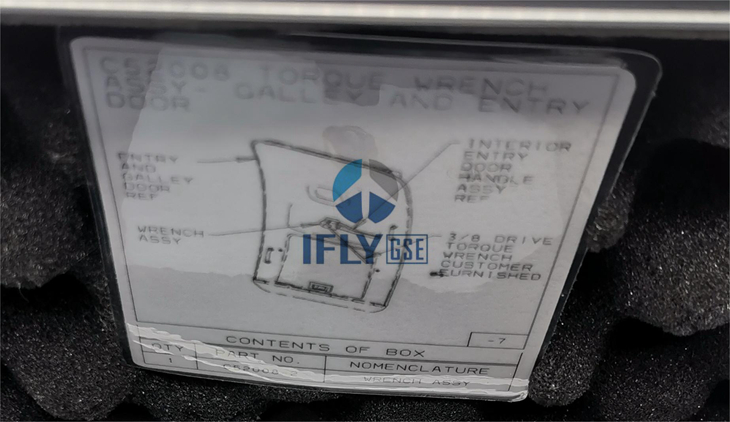 C52008 TORQUE WRENCH
ASSY- GALLEY AND ENTRY
DOOR
ENTRY
AND
GALLEY
DOOR
REF
WRENCH
ASSY
INTERIOR
ENTRY
DOOR
HANDLE
ASSY
REF
3/8 DRIVE
TORQUE
WRENCH
CUSTOMER
FURNISHED
IFLY GSE
-7
CONTENTS OF BOX
QTY PART NO. NOMENCLATURE
1 WRENCH ASSY